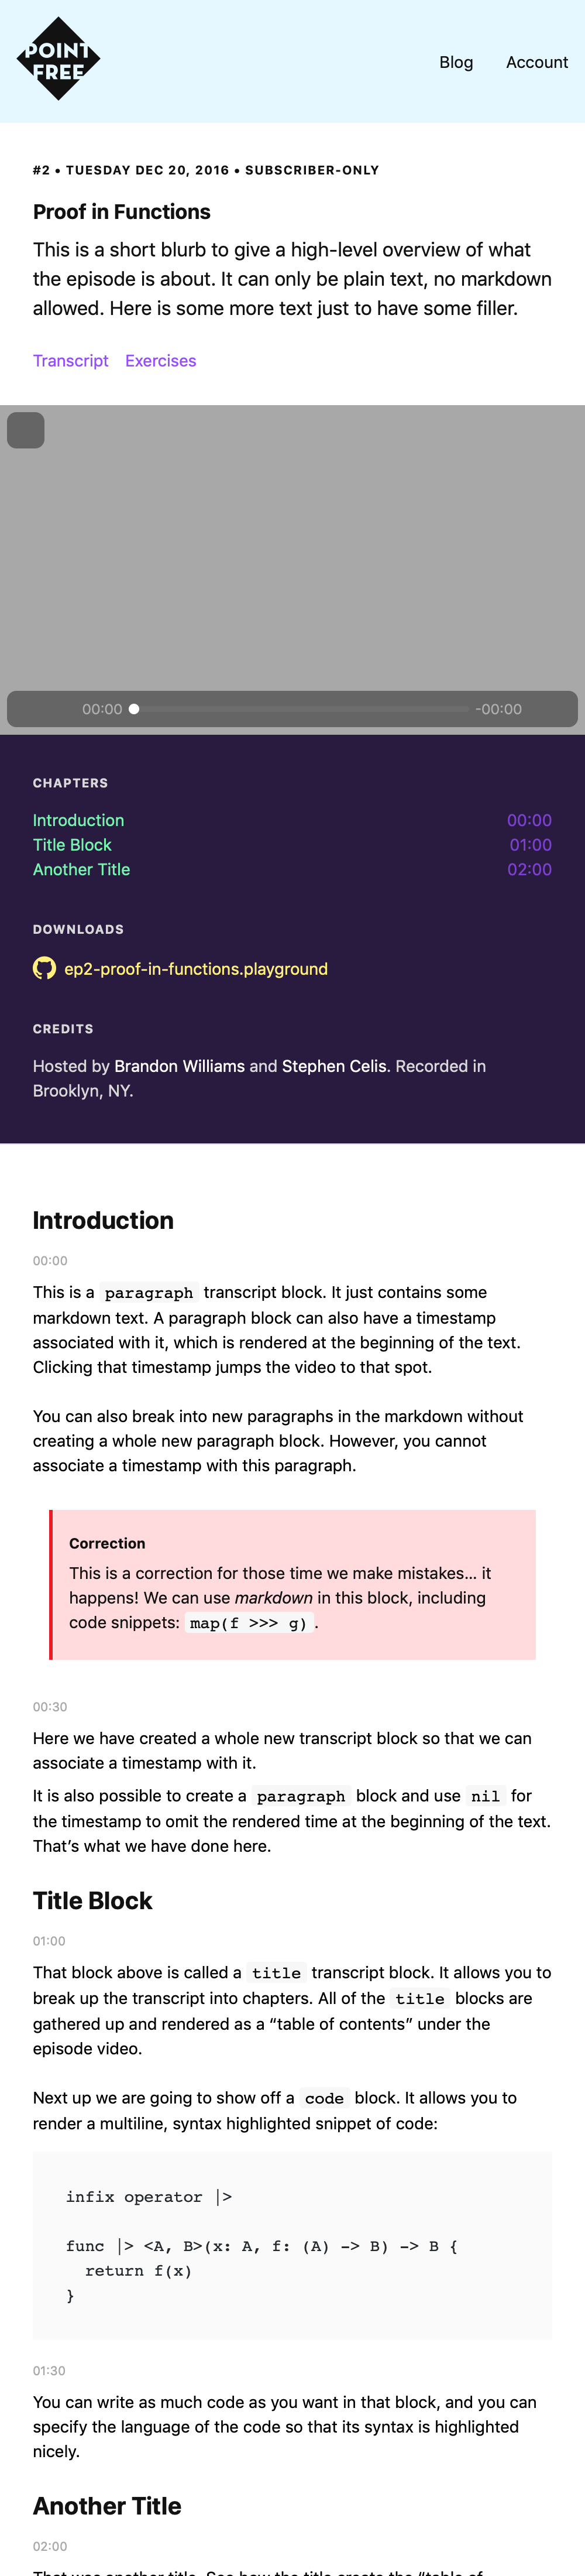 POINT
FREE
Blog Account
#2 • TUESDAY DEC 20, 2016 • SUBSCRIBER-ONLY
Proof in Functions
This is a short blurb to give a high-level overview of what
the episode is about. It can only be plain text, no markdown
allowed. Here is some more text just to have some filler.
Transcript Exercises
00:00 -00:00
CHAPTERS
Introduction 00:00
Title Block 01:00
Another Title 02:00
DOWNLOADS
ep2-proof-in-functions.playground
CREDITS
Hosted by Brandon Williams and Stephen Celis. Recorded in
Brooklyn, NY.
Introduction
00:00
This is a paragraph transcript block. It just contains some
markdown text. A paragraph block can also have a timestamp
associated with it, which is rendered at the beginning of the text.
Clicking that timestamp jumps the video to that spot.
You can also break into new paragraphs in the markdown without
creating a whole new paragraph block. However, you cannot
associate a timestamp with this paragraph.
Correction
This is a correction for those time we make mistakes… it
happens! We can use markdown in this block, including
code snippets: map(f >>> g).
00:30
Here we have created a whole new transcript block so that we can
associate a timestamp with it.
It is also possible to create a paragraph block and use nil for
the timestamp to omit the rendered time at the beginning of the text.
That’s what we have done here.
Title Block
01:00
That block above is called a title transcript block. It allows you to
break up the transcript into chapters. All of the title blocks are
gathered up and rendered as a “table of contents” under the
episode video.
Next up we are going to show off a code block. It allows you to
render a multiline, syntax highlighted snippet of code:
infix operator |>
func |> <A, B>(x: A, f: (A) -> B) -> B {
  return f(x)
}
01:30
You can write as much code as you want in that block, and you can
specify the language of the code so that its syntax is highlighted
nicely.
Another Title
02:00
That was another title. See how the title create the “table of